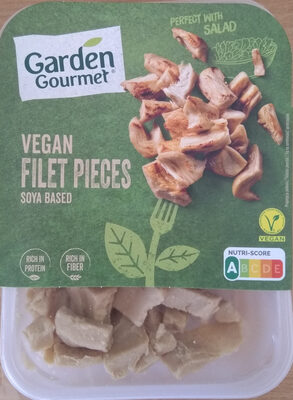 PERFECT WITH
SALAD
Garden
Gourmet®
VEGAN
FILET PIECES
SOYA BASED
RICH IN
PROTEIN
RICH IN
FIBER
VEGAN
NUTRI-SCORE
ABCDE